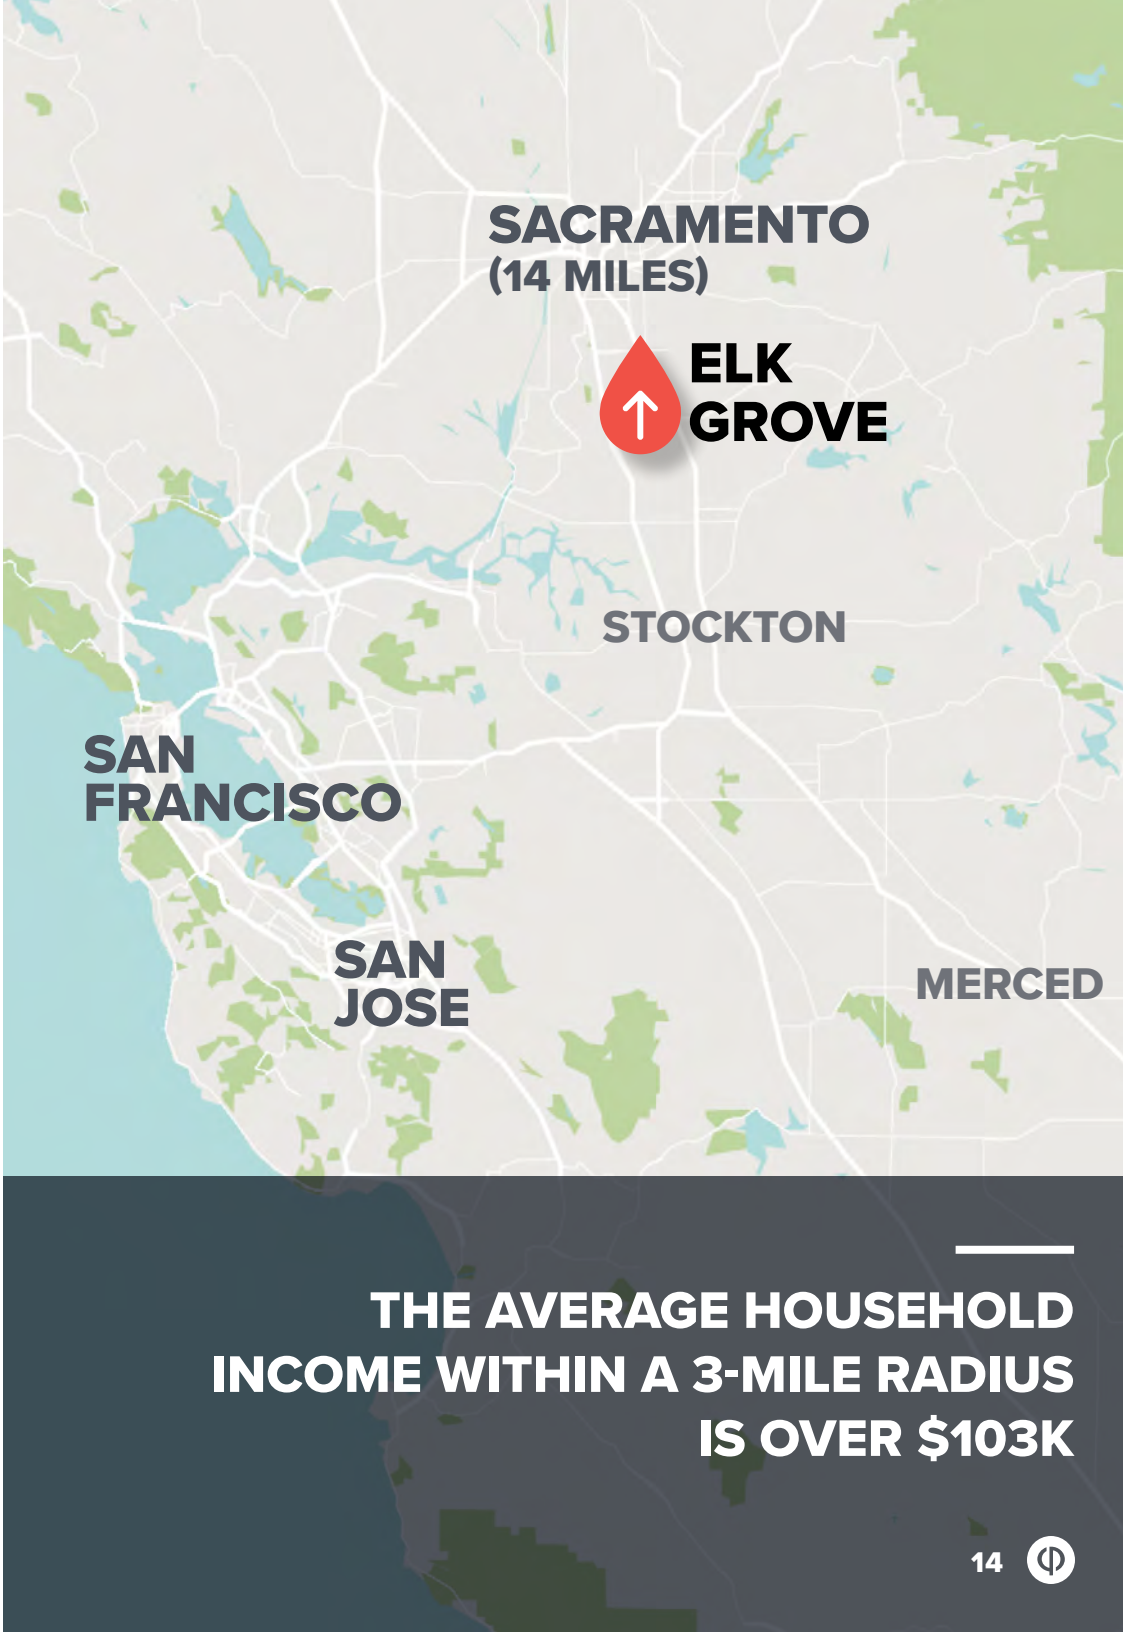 SACRAMENTO
(14 MILES)
ELK
GROVE
STOCKTON
SAN
FRANCISCO
SAN
JOSE
MERCED
THE AVERAGE HOUSEHOLD
INCOME WITHIN A 3-MILE RADIUS
IS OVER $103K
14